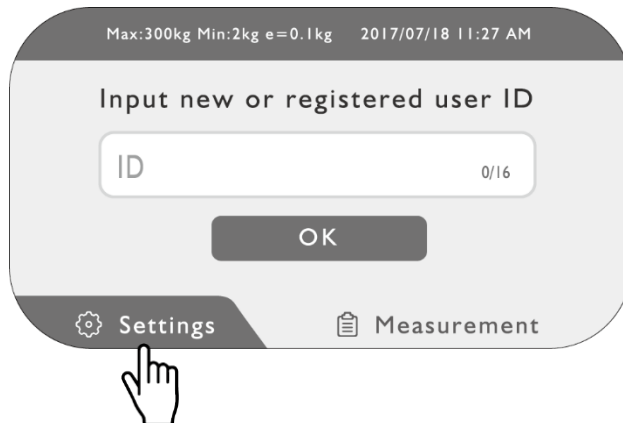 Max:300kg Min:2kg e=0.1kg 2017/07/18 11:27 AM
Input new or registered user ID
ID 0/16
OK
Settings Measurement